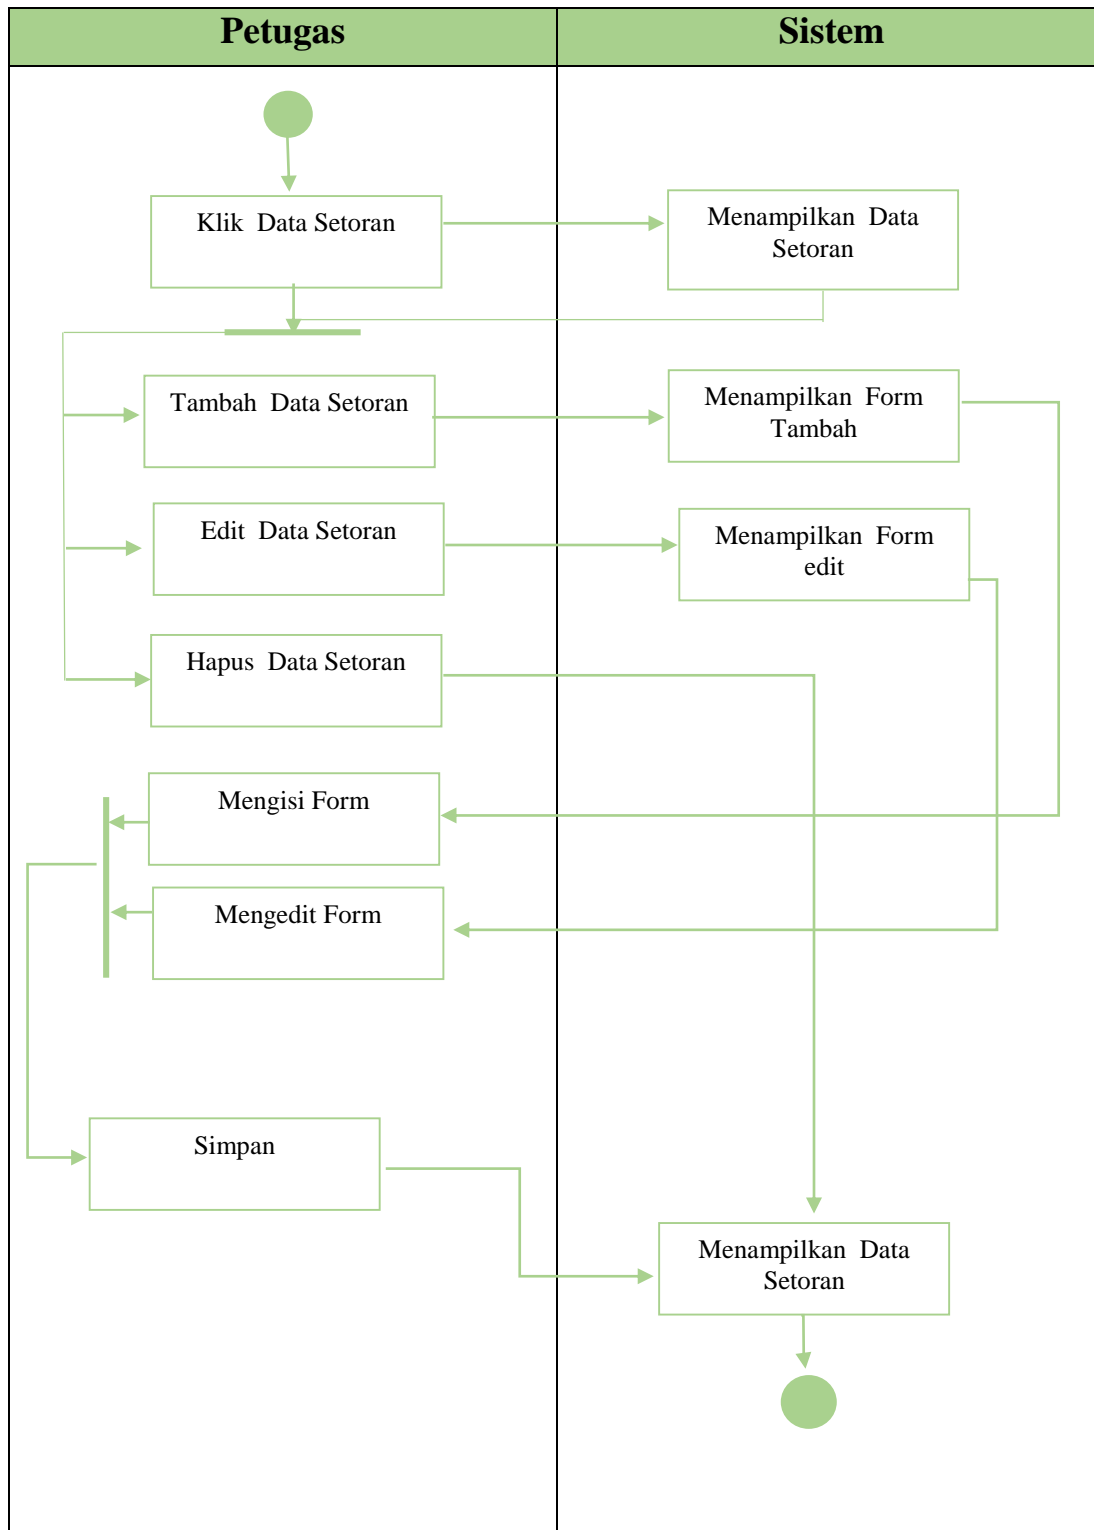 Petugas
Sistem
Klik Data Setoran
Menampilkan Data
Setoran
Tambah Data Setoran
Menampilkan Form
Tambah
Edit Data Setoran
Menampilkan Form
edit
Hapus Data Setoran
Mengisi Form
Mengedit Form
Simpan
Menampilkan Data
Setoran